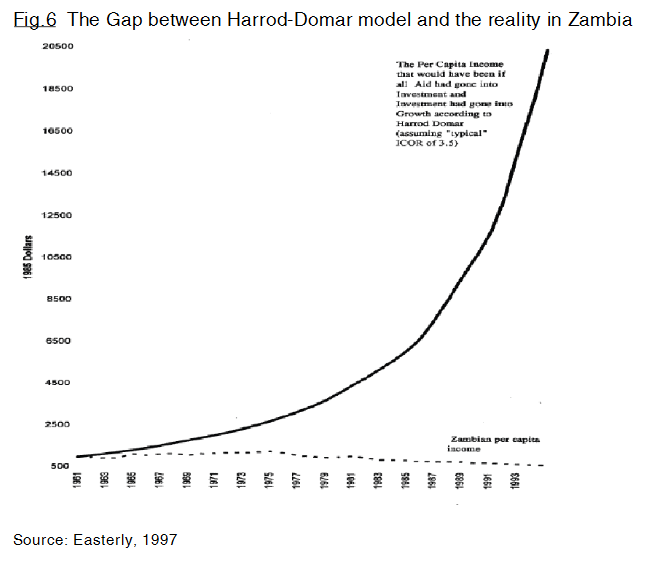 Fig.6 The Gap between Harrod-Domar model and the reality in Zambia
20500
18500
16500
14500
12500
10500
8500
6500
4500
2500
500
1985 Dollars
The Per Capita Income
that would have been if
all Aid had gone into
Investment and
Investment had gone into
Growth according to
Harrod Domar
(assuming "typical"
ICOR of 3.5)
Zambian per capita
income
1961
1963
1965
1967
1969
1971
1973
1975
1977
1979
1981
1983
1985
1987
1989
1991
1993
Source: Easterly, 1997